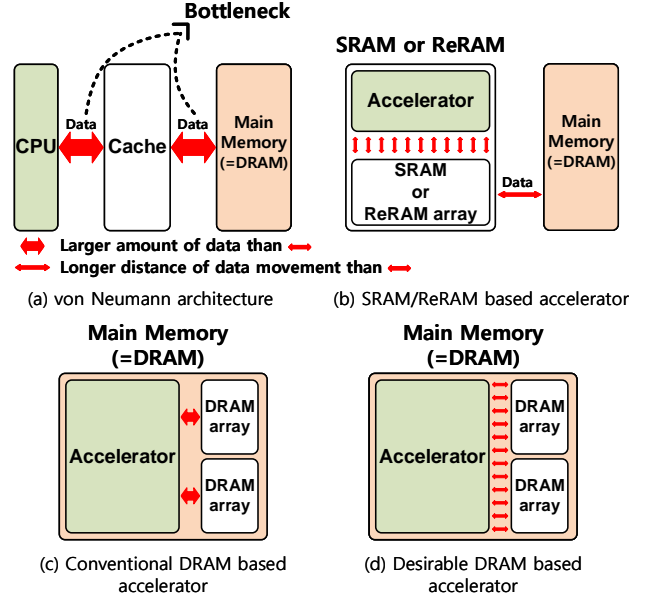 Bottleneck
CPU
Data
Cache
Data
Main
Memory
(=DRAM)
Larger amount of data than
Longer distance of data movement than
(a) von Neumann architecture
SRAM or ReRAM
Accelerator
SRAM
or
ReRAM array
Data
Main
Memory
(=DRAM)
(b) SRAM/ReRAM based accelerator
Main Memory
(=DRAM)
Accelerator
DRAM
array
DRAM
array
(c) Conventional DRAM based
accelerator
Main Memory
(=DRAM)
Accelerator
DRAM
array
DRAM
array
(d) Desirable DRAM based
accelerator